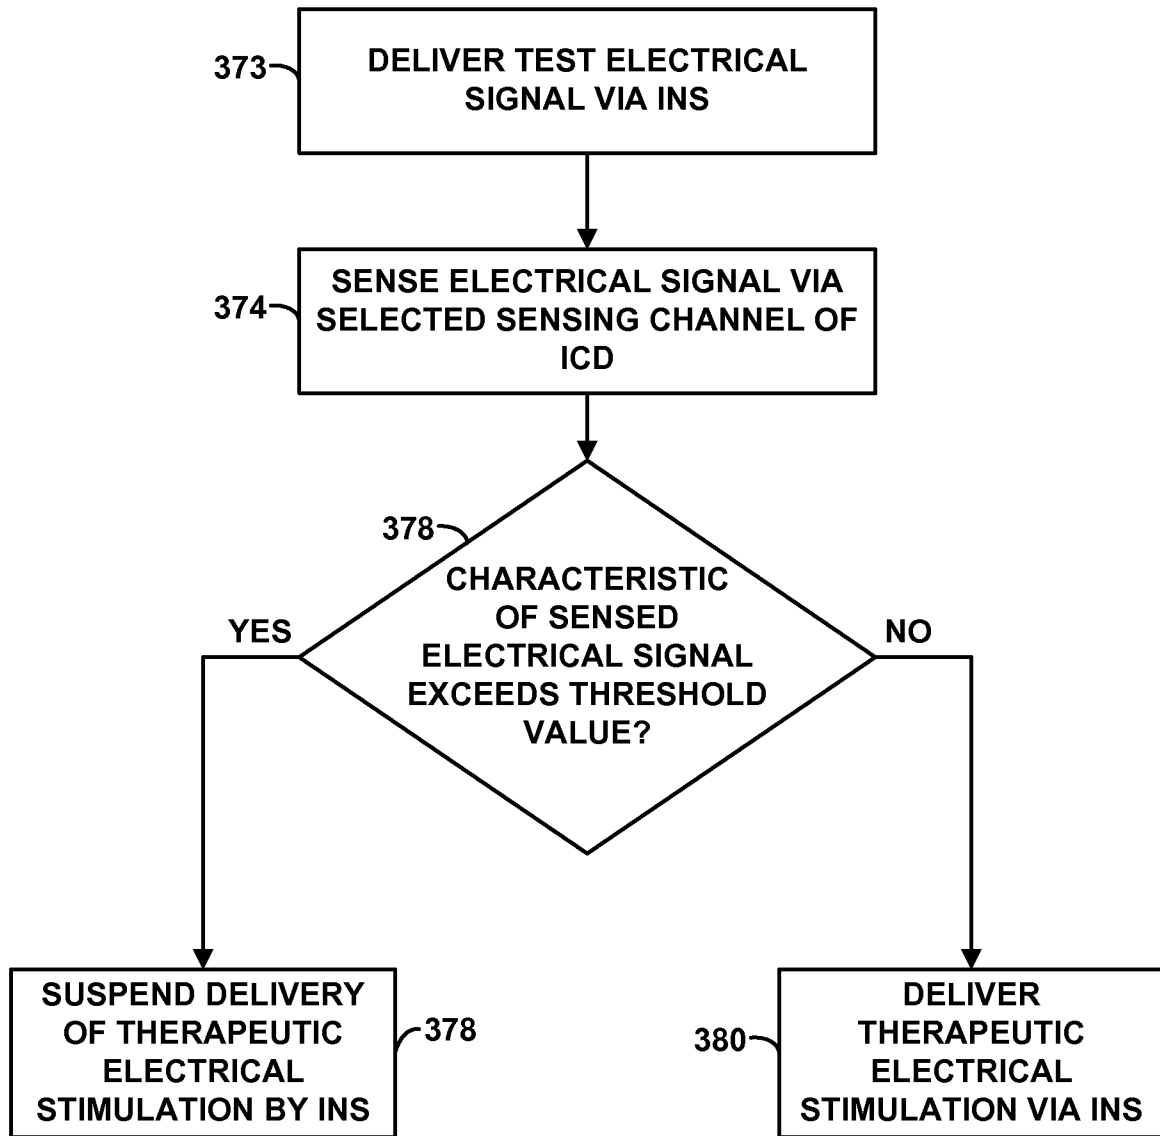 373
DELIVER TEST ELECTRICAL
SIGNAL VIA INS
374
SENSE ELECTRICAL SIGNAL VIA
SELECTED SENSING CHANNEL OF
ICD
378
CHARACTERISTIC
OF SENSED
ELECTRICAL SIGNAL
EXCEEDS THRESHOLD
VALUE?
YES
NO
SUSPEND DELIVERY
OF THERAPEUTIC
ELECTRICAL
STIMULATION BY INS
378
380
DELIVER
THERAPEUTIC
ELECTRICAL
STIMULATION VIA INS